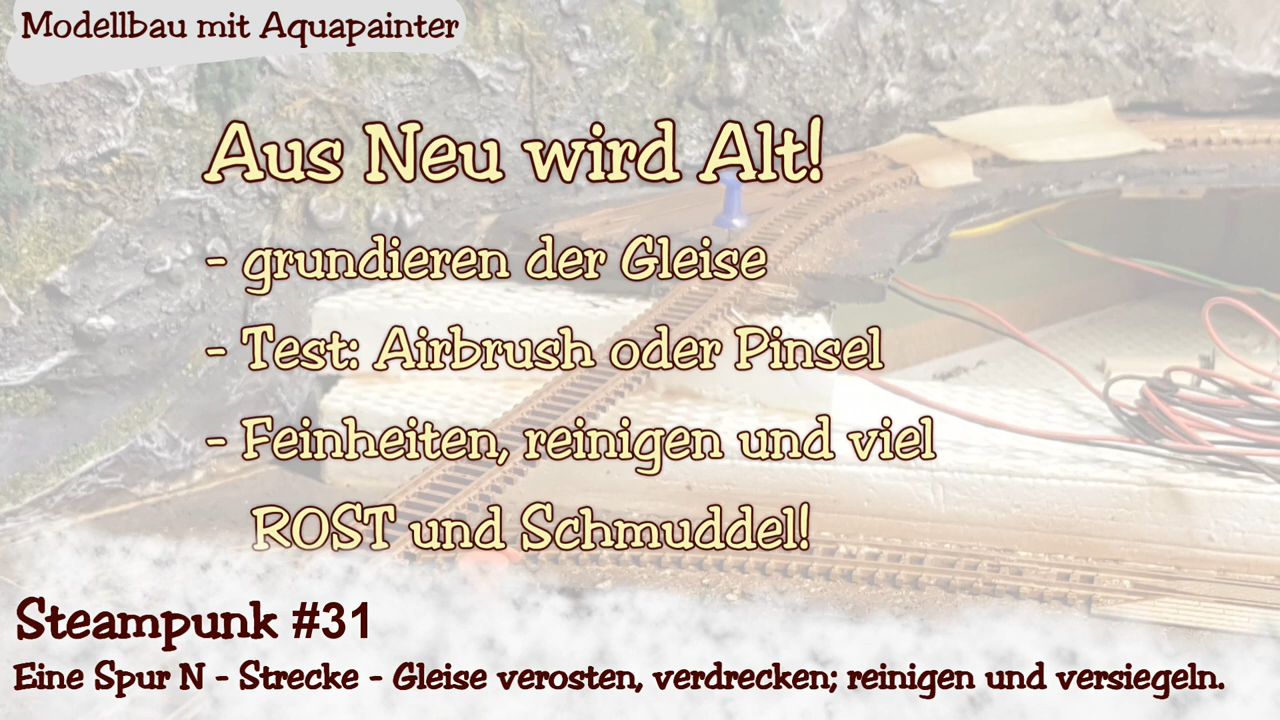 Modellbau mit Aquapainter
Aus Neu wird Alt!
- grundieren der Gleise
- Test: Airbrush oder Pinsel
- Feinheiten, reinigen und viel
ROST und Schmuddel!
Steampunk #31
Eine Spur N - Strecke - Gleise verosten, verdrecken; reinigen und versiegeln.